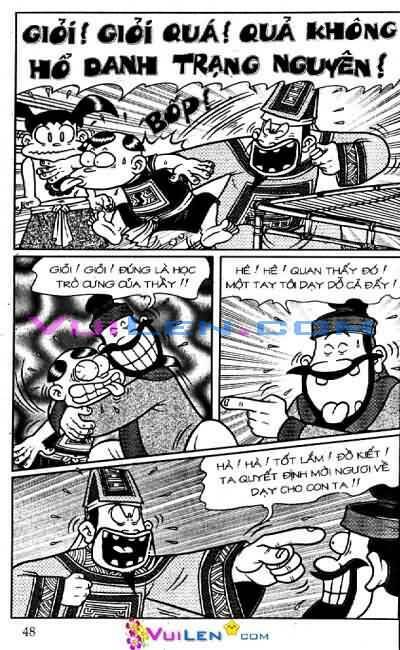 GIỎI! GIỎI QUÁ! QUẢ KHÔNG
HỔ DANH TRẠNG NGUYÊN!
BỐP!
GIỎI! GIỎI! ĐÚNG LÀ HỌC
TRÒ CƯNG CỦA THẦY!!
HÊ! HÊ! QUAN THẤY ĐÓ!
MỘT TAY TÔI DẠY DỖ CẢ ĐẤY!
VUILEN.COM
HÀ! HÀ! TỐT LẮM! ĐỒ KIẾT!
TA QUYẾT ĐỊNH MỜI NGƯƠI VỀ
DẠY CHO CON TA!!
48
VUILEN.COM